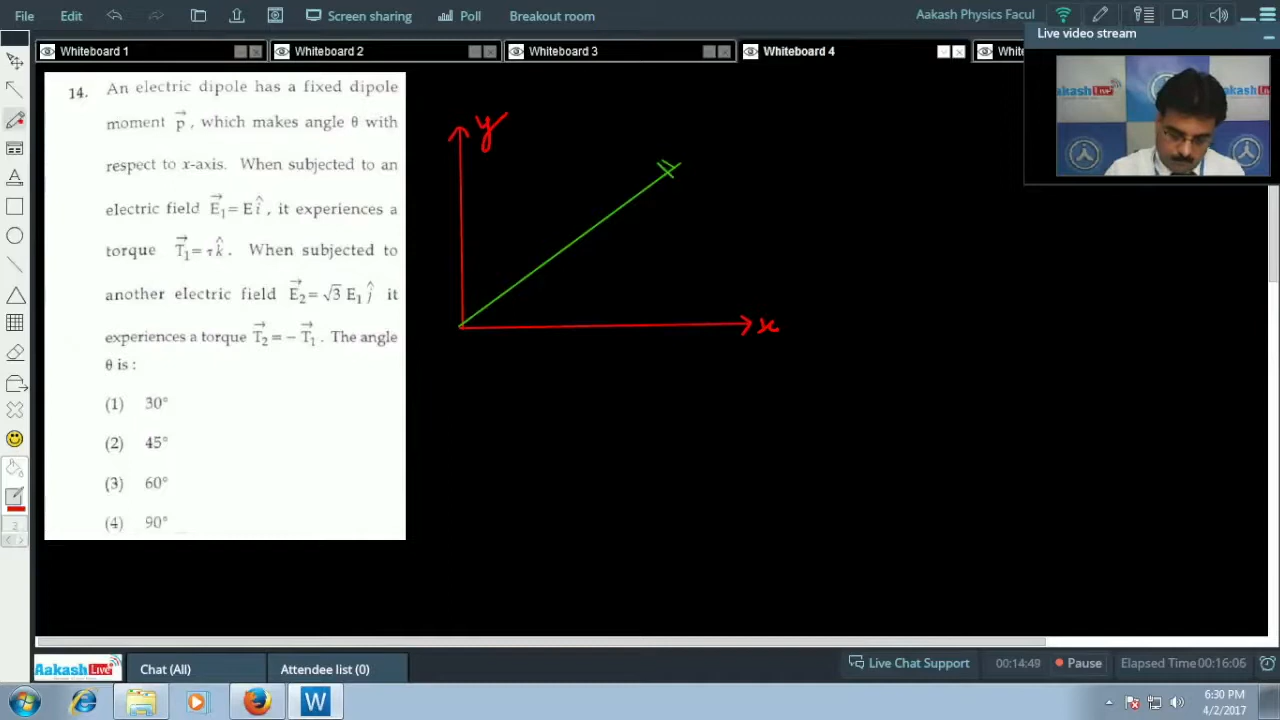 File Edit Screen sharing Poll Breakout room Aakash Physics Facul
Live video stream
Whiteboard 1 Whiteboard 2 Whiteboard 3 Whiteboard 4 White
14. An electric dipole has a fixed dipole
moment p⃗, which makes angle θ with
respect to x-axis. When subjected to an
electric field E⃗₁ = E î, it experiences a
torque T⃗₁ = τ k̂. When subjected to
another electric field E⃗₂ = √3 E₁ ĵ it
experiences a torque T⃗₂ = − T⃗₁. The angle
θ is :
(1) 30°
(2) 45°
(3) 60°
(4) 90°
y
x
2
Aakash Live Chat (All) Attendee list (0) Live Chat Support 00:14:49 Pause Elapsed Time 00:16:06
W
6:30 PM
4/2/2017